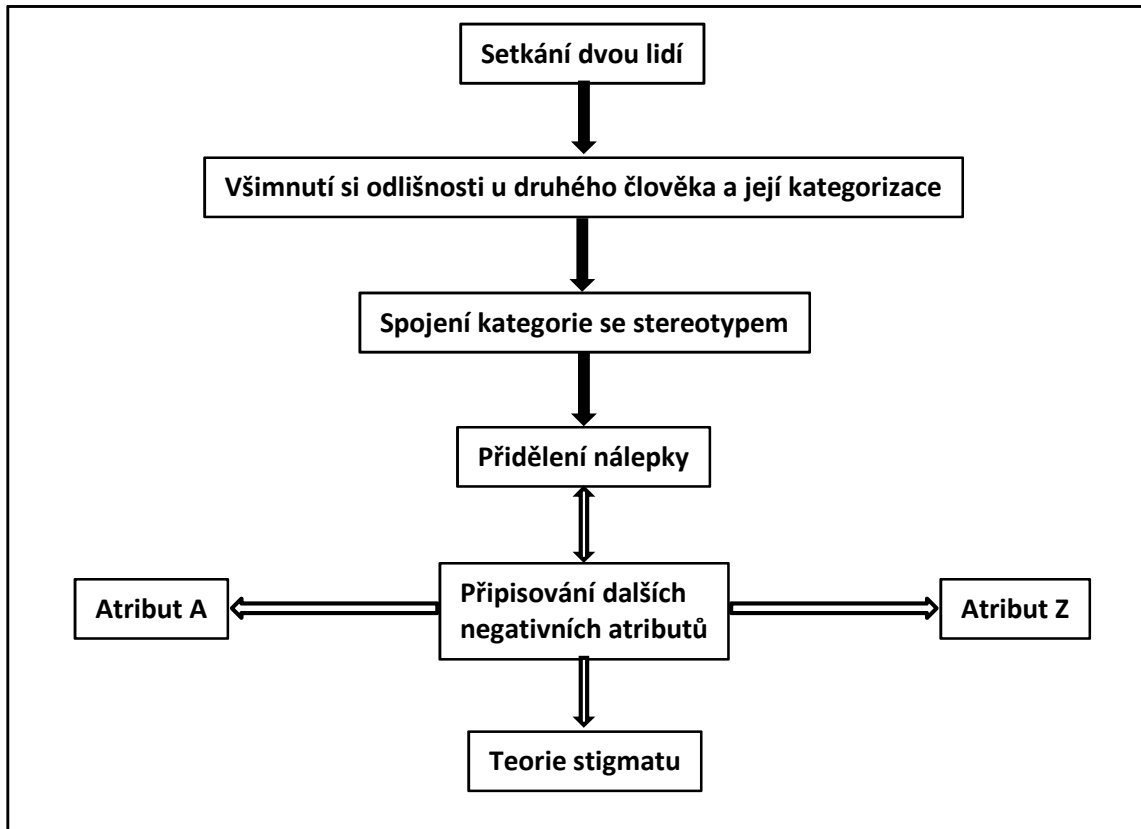 Setkání dvou lidí
Všimnutí si odlišnosti u druhého člověka a její kategorizace
Spojení kategorie se stereotypem
Přidělení nálepky
Atribut A
Připisování dalších
negativních atributů
Atribut Z
Teorie stigmatu